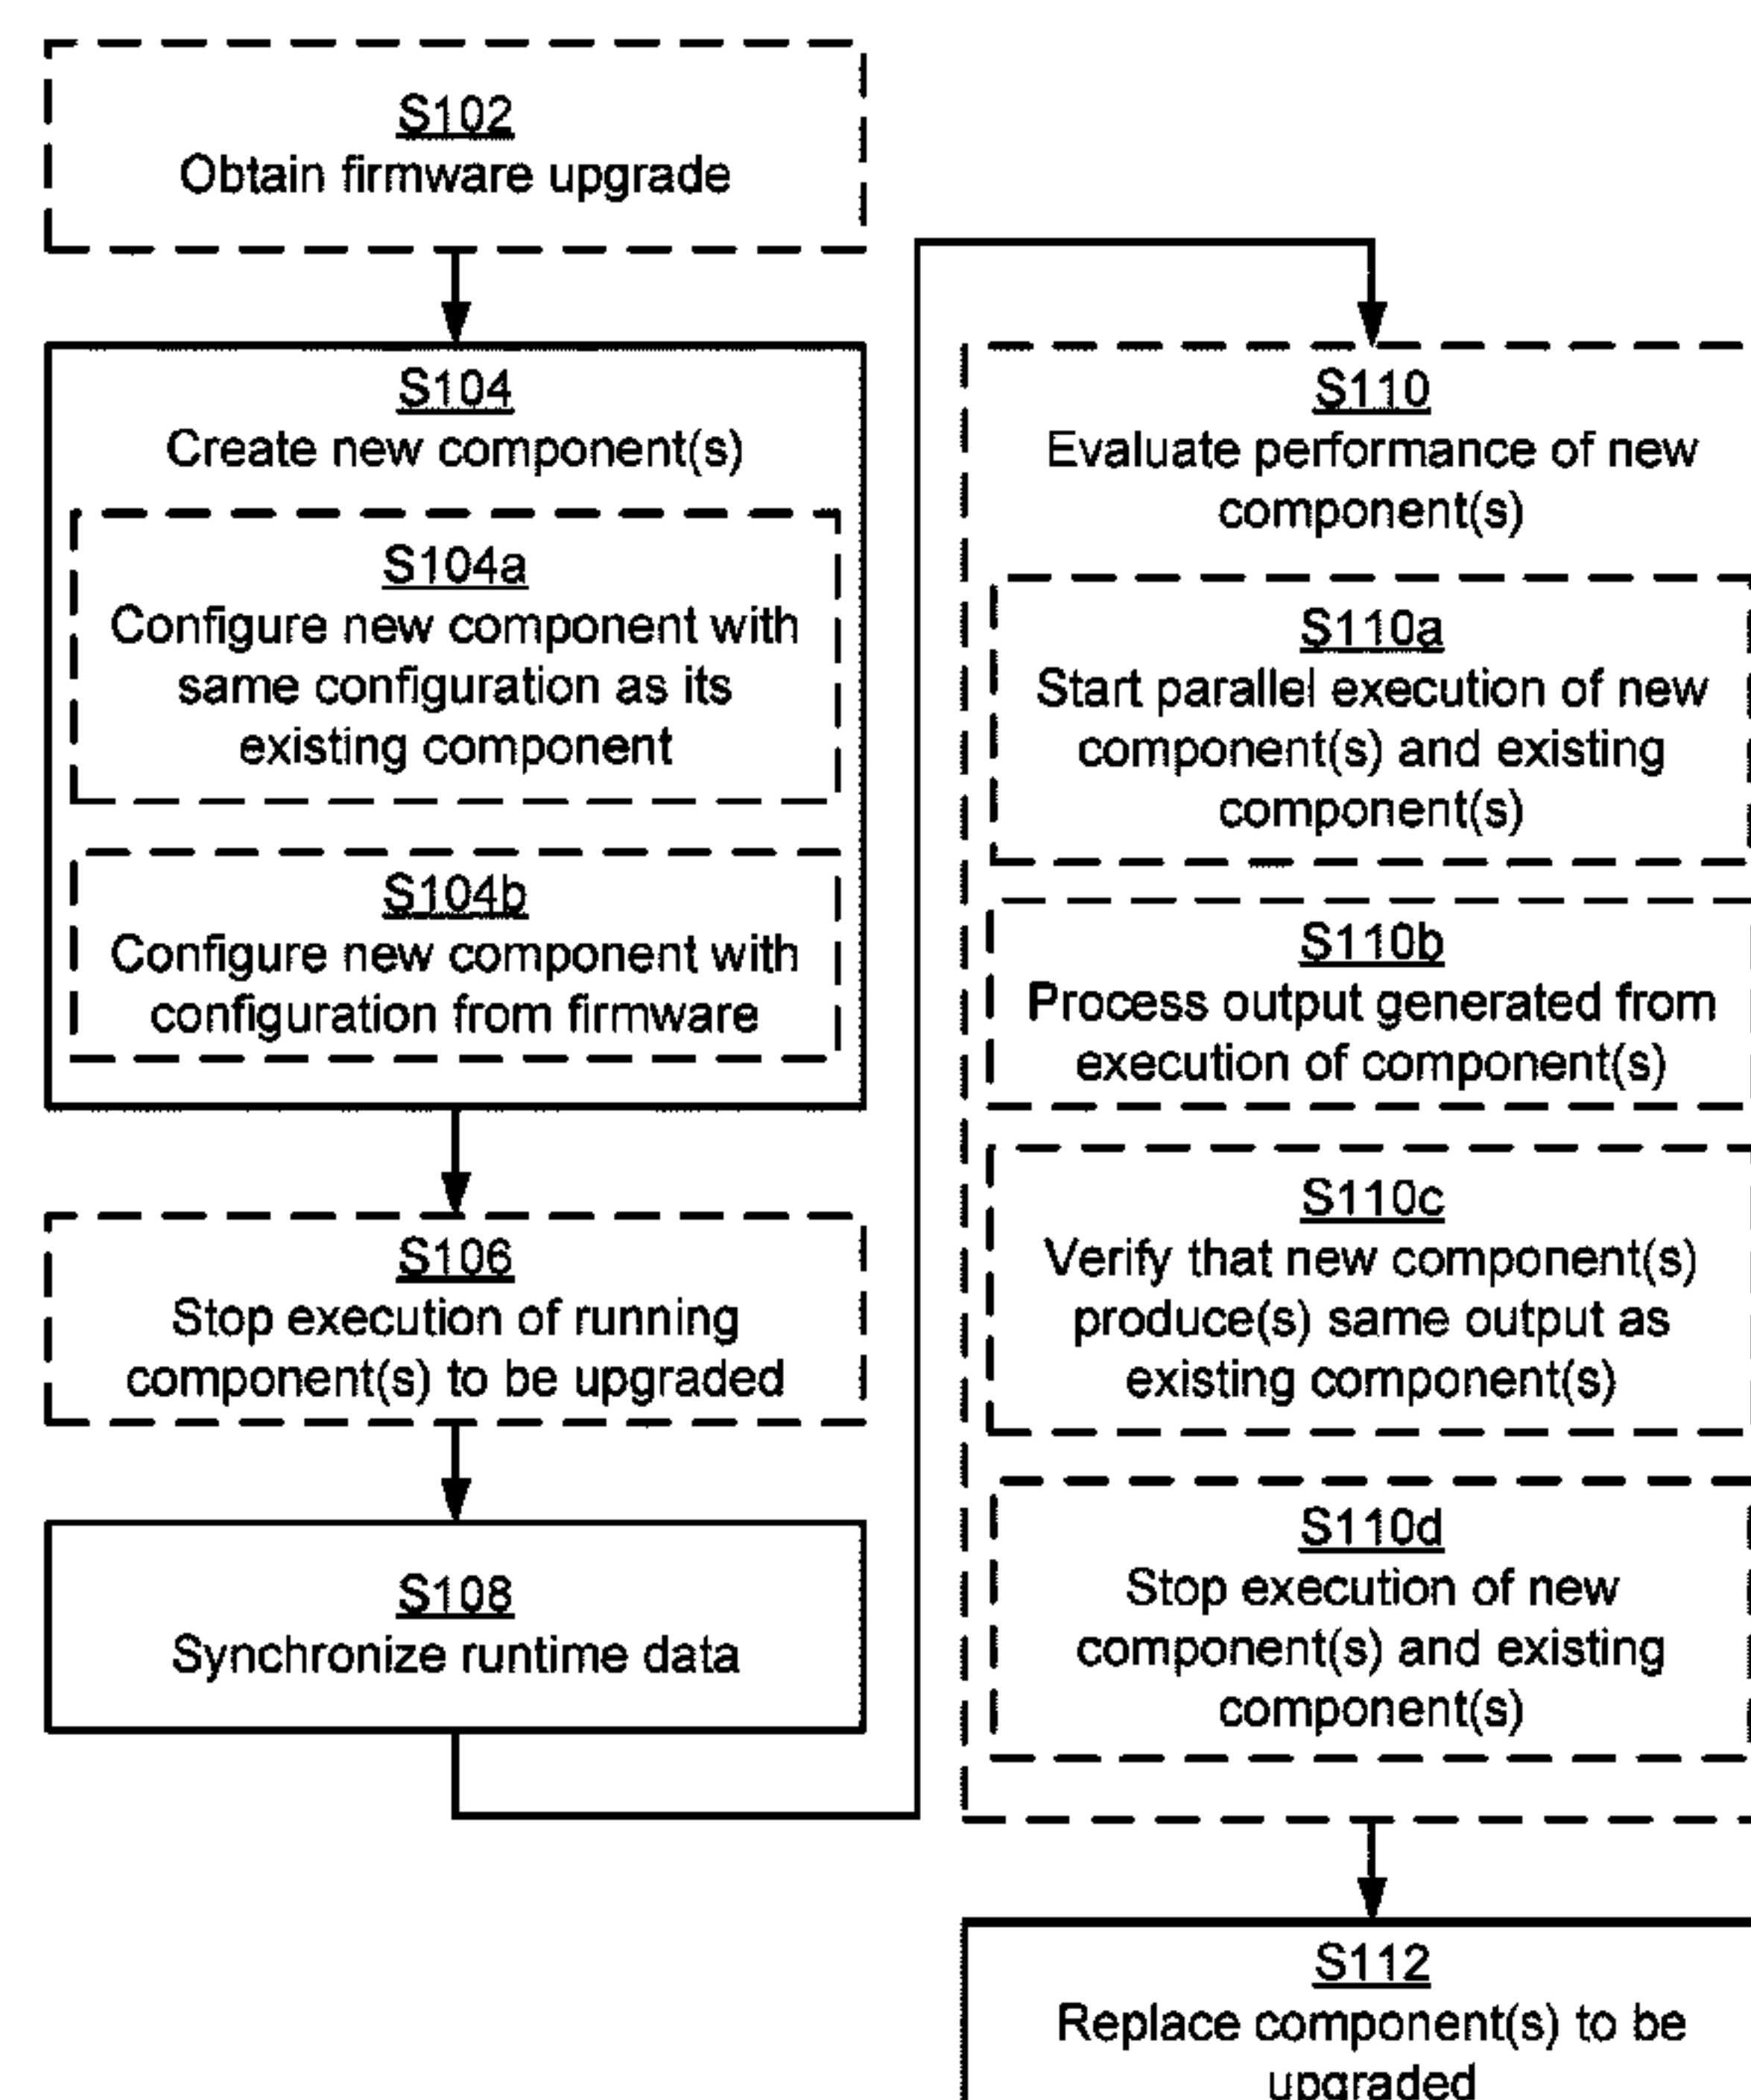 S102
Obtain firmware upgrade
S104
Create new component(s)
S104a
Configure new component with
same configuration as its
existing component
S104b
Configure new component with
configuration from firmware
S106
Stop execution of running
component(s) to be upgraded
S108
Synchronize runtime data
S110
Evaluate performance of new
component(s)
S110a
Start parallel execution of new
component(s) and existing
component(s)
S110b
Process output generated from
execution of component(s)
S110c
Verify that new component(s)
produce(s) same output as
existing component(s)
S110d
Stop execution of new
component(s) and existing
component(s)
S112
Replace component(s) to be
upgraded